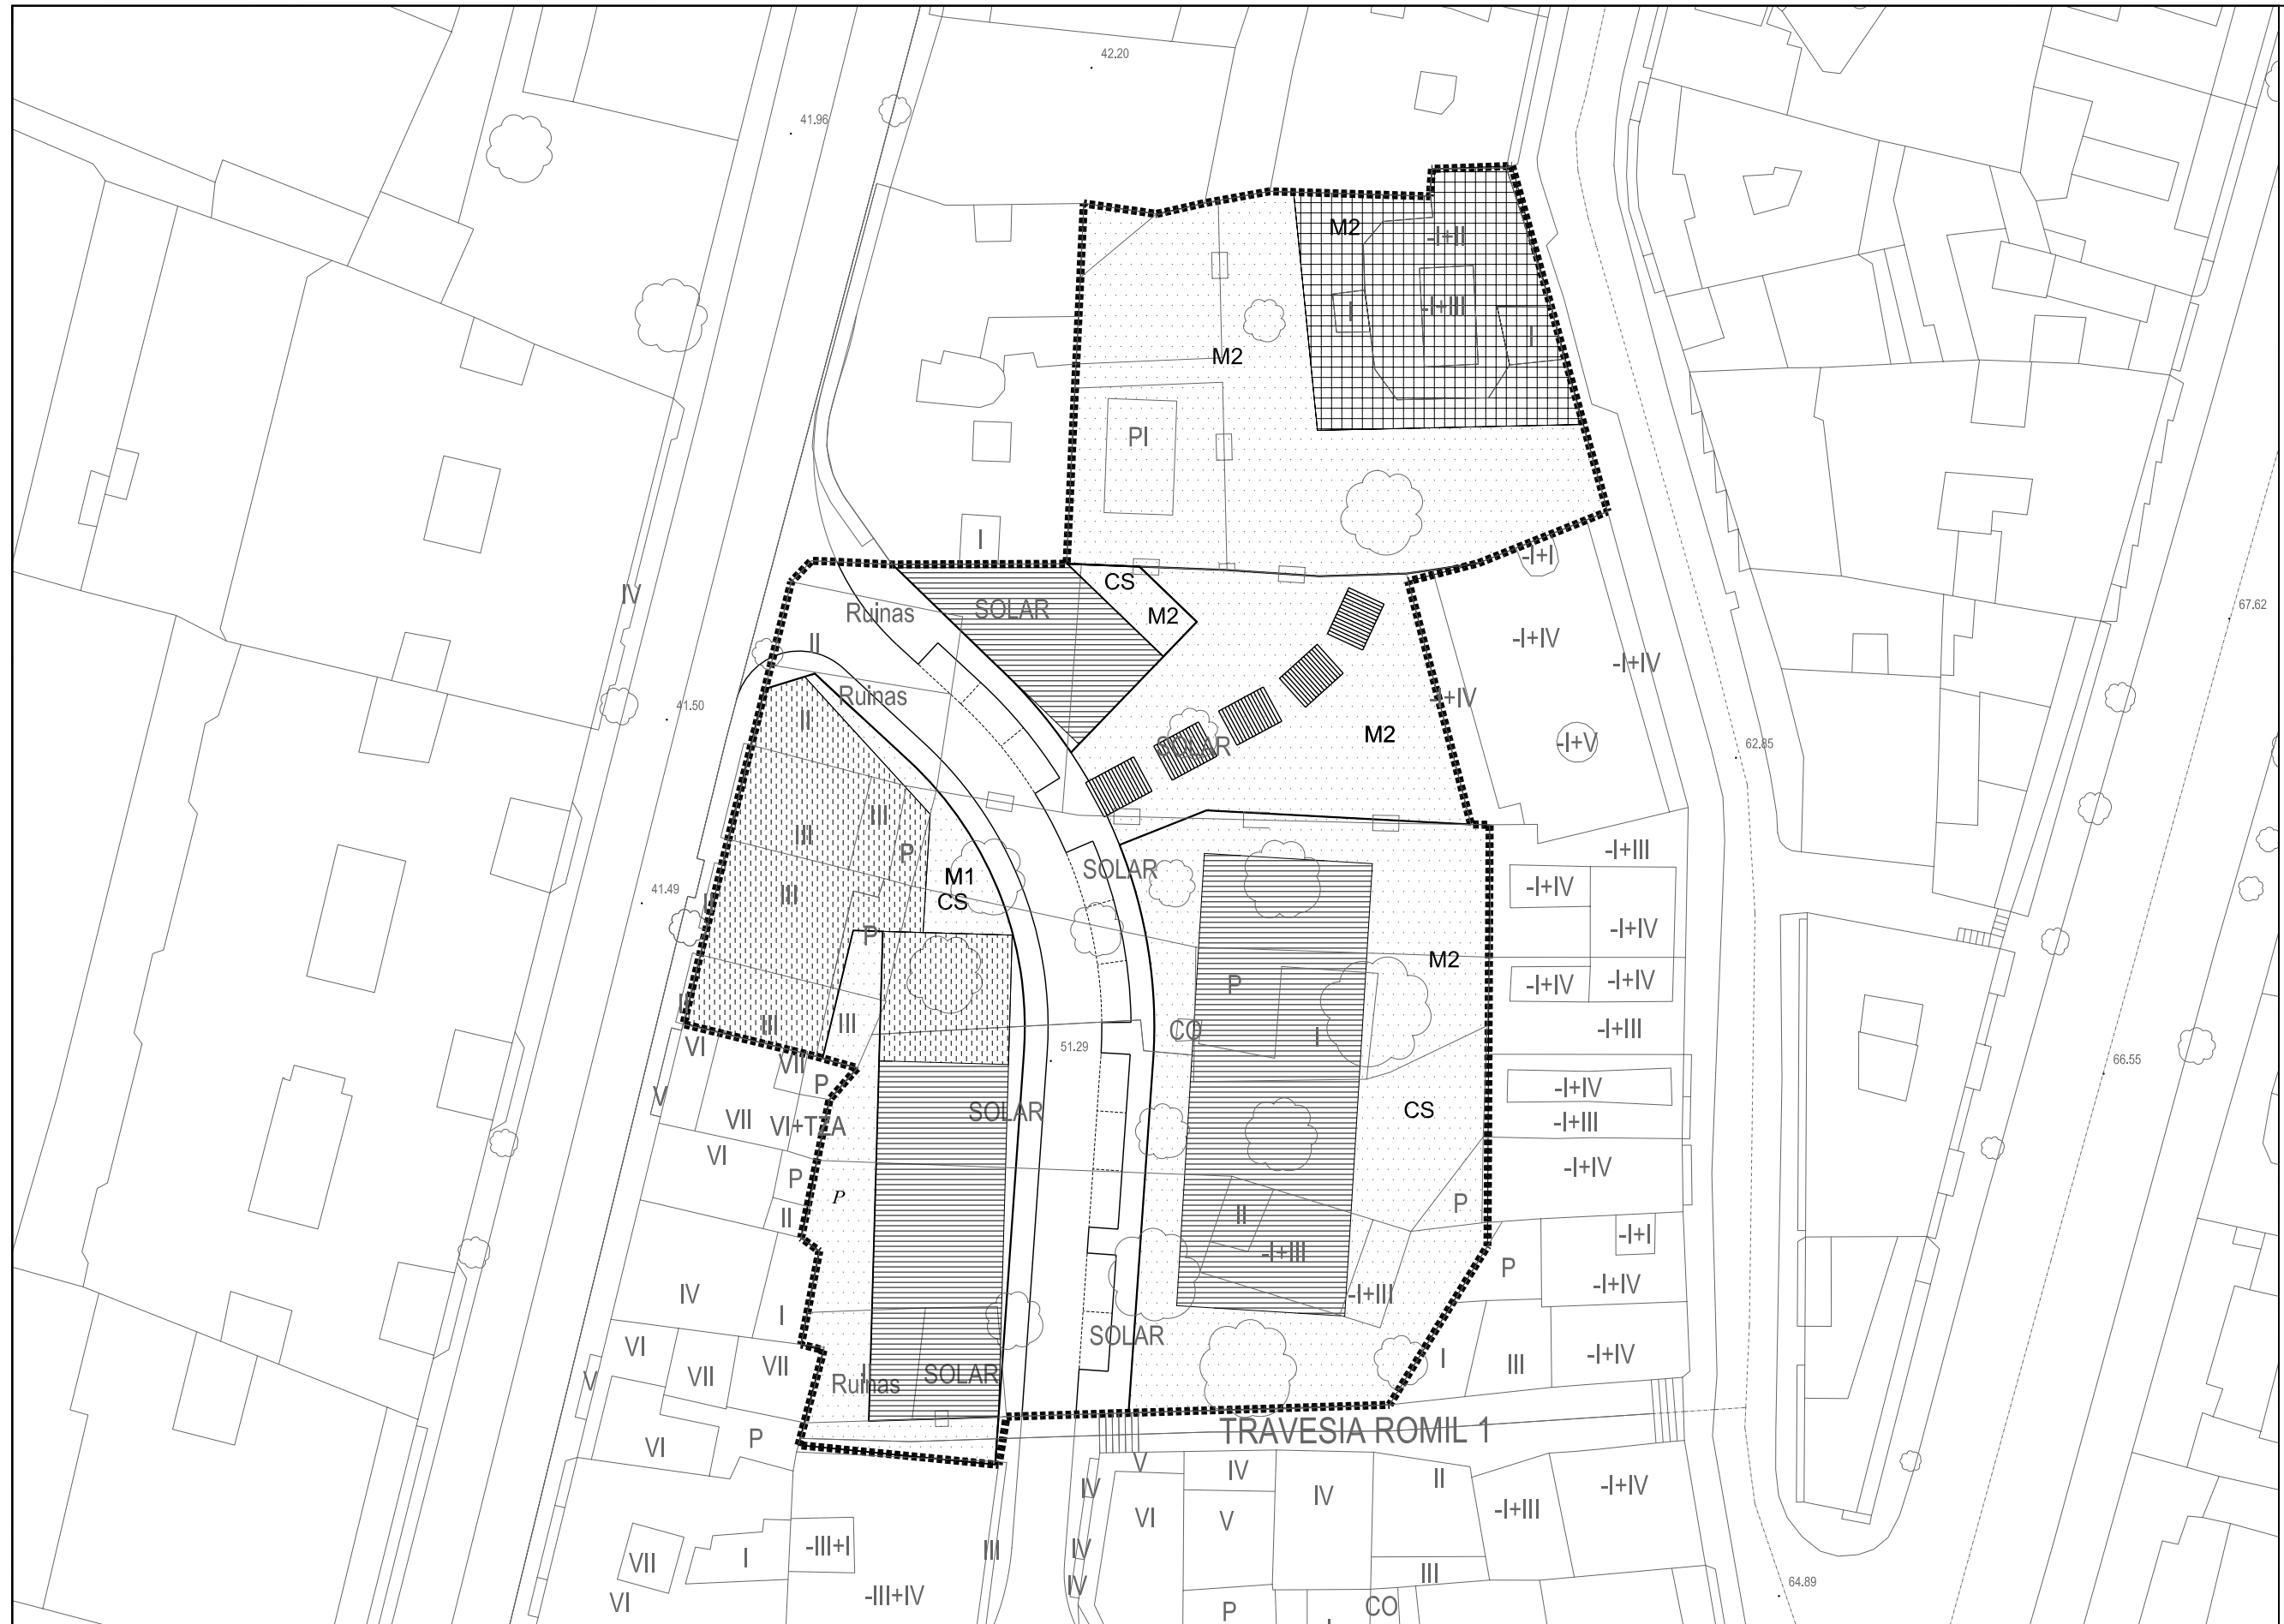 42.20
41.96
M2
-I+II
I
-I+III
I
M2
PI
I
-I+I
CS
IV
Ruinas
SOLAR
M2
67.62
-I+IV
II
-I+IV
Ruinas
-I+IV
41.50
II
M2
-I+V
62.85
SOLAR
III
III
P
-I+III
SOLAR
M1
-I+IV
41.49
III
CS
-I+IV
P
M2
-I+IV
-I+IV
P
III
III
CO
I
-I+III
VI
51.29
66.55
VII
P
-I+IV
V
SOLAR
CS
VII
VI+TZA
-I+III
VI
-I+IV
P
P
P
II
II
-I+I
-I+III
P
-I+IV
IV
-I+III
I
SOLAR
VI
VII
VII
I
III
-I+IV
V
Ruinas
SOLAR
TRAVESIA ROMIL 1
P
VI
V
IV
II
IV
IV
-I+III
-I+IV
VI
V
-III+I
III
IV
VII
I
III
IV
64.89
VI
-III+IV
P
CO